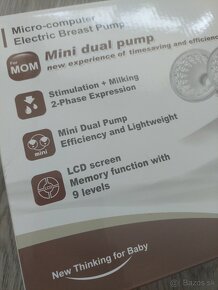 Micro-computer
Electric Breast Pump
For
MOM
Mini dual pump
new experience of timesaving and efficienc
Stimulation + Milking
2-Phase Expression
mini
Mini Dual Pump
Efficiency and Lightweight
LCD screen
Memory function with
9 levels
New Thinking for Baby
bazos.sk